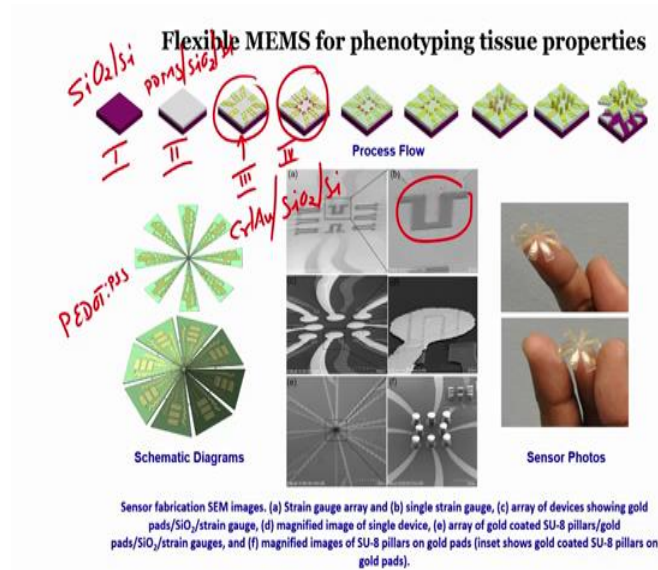 Flexible MEMS for phenotyping tissue properties
SiO2/Si
PDMS/SiO2/Si
I
II
III
IV
Process Flow
Cr/Au/SiO2/Si
PEDOT:PSS
(a)
(b)
(e)
(f)
Schematic Diagrams
Sensor Photos
Sensor fabrication SEM images. (a) Strain gauge array and (b) single strain gauge, (c) array of devices showing gold
pads/SiO2/strain gauge, (d) magnified image of single device, (e) array of gold coated SU-8 pillars/gold
pads/SiO2/strain gauges, and (f) magnified images of SU-8 pillars on gold pads (inset shows gold coated SU-8 pillars on
gold pads).